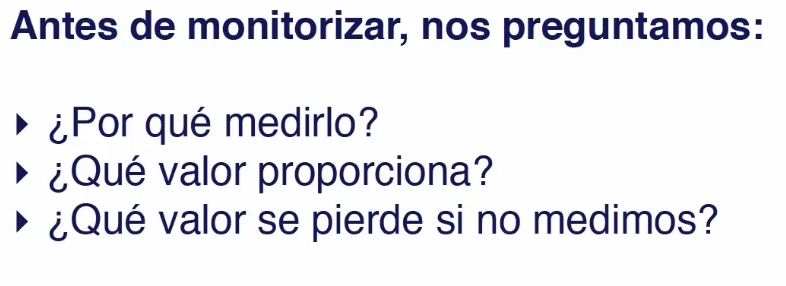 Antes de monitorizar, nos preguntamos:
‣ ¿Por qué medirlo?
‣ ¿Qué valor proporciona?
‣ ¿Qué valor se pierde si no medimos?